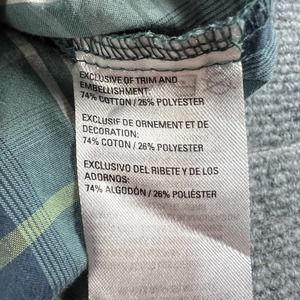 EXCLUSIVE OF TRIM AND
EMBELLISHMENT:
74% COTTON / 26% POLYESTER
EXCLUSIF DE ORNEMENT ET DE
DECORATION:
74% COTON / 26% POLYESTER
EXCLUSIVO DEL RIBETE Y DE LOS
ADORNOS:
74% ALGODÓN / 26% POLIÉSTER